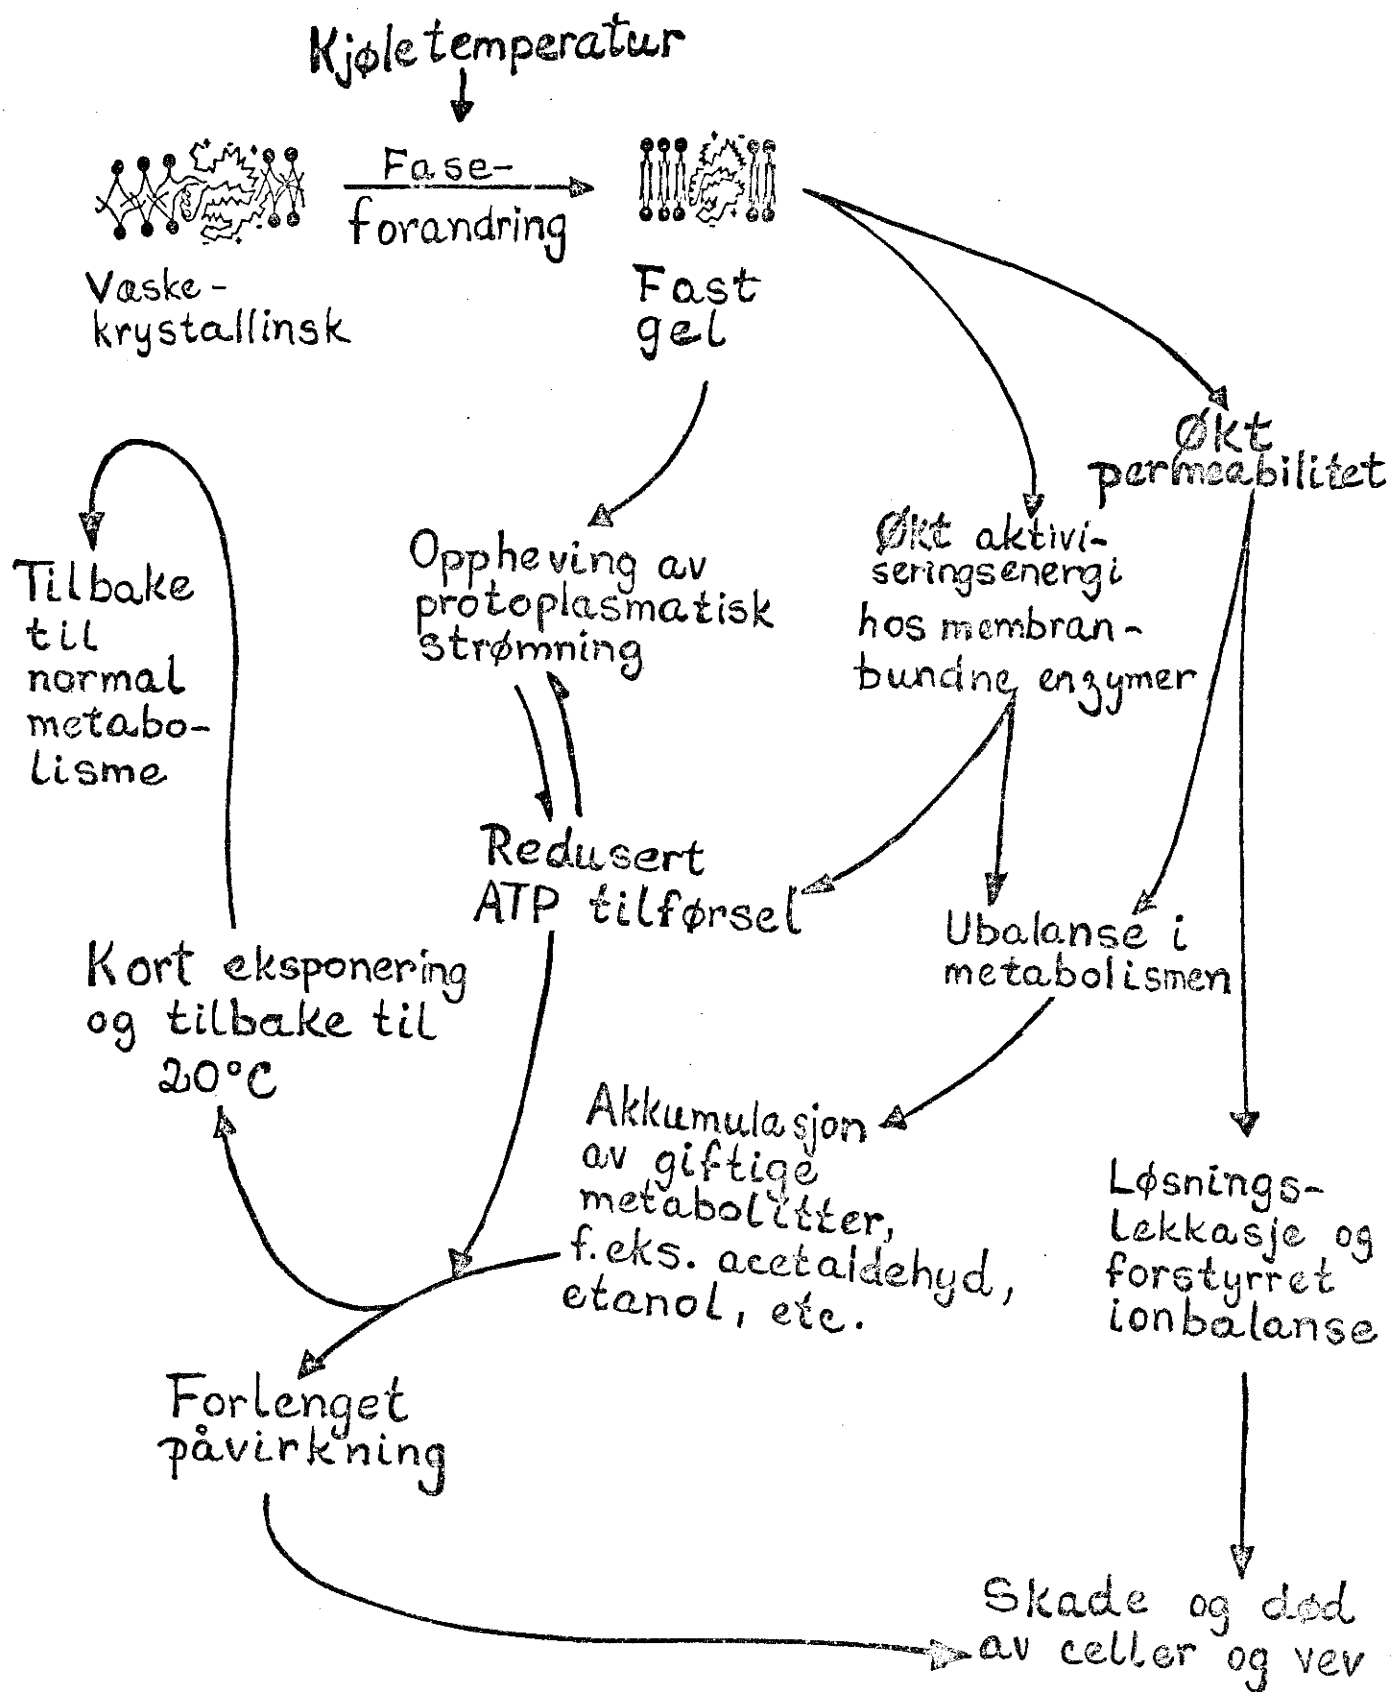 Kjøletemperatur
Fase-
forandring
Væske-
krystallinsk
Fast
gel
Økt
permeabilitet
Økt aktivi-
seringsenergi
hos membran-
bundne enzymer
Oppheving av
protoplasmatisk
strømning
Tilbake
til
normal
metabo-
lisme
Redusert
ATP tilførsel
Ubalanse i
metabolismen
Kort eksponering
og tilbake til
20°C
Akkumulasjon
av giftige
metabolitter,
f.eks. acetaldehyd,
etanol, etc.
Løsnings-
lekkasje og
forstyrret
ionbalanse
Forlenget
påvirkning
Skade og død
av celler og vev